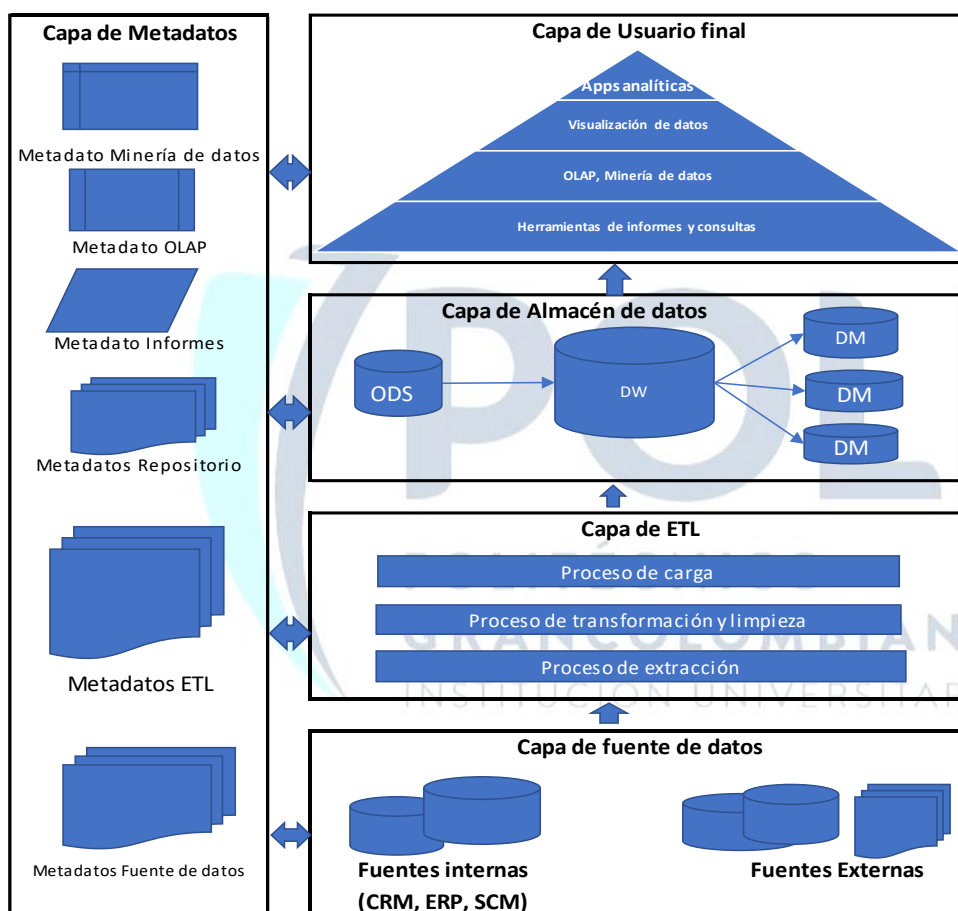 Capa de Metadatos
Metadato Minería de datos
Metadato OLAP
Metadato Informes
Metadatos Repositorio
Metadatos ETL
Metadatos Fuente de datos
Capa de Usuario final
Apps analíticas
Visualización de datos
OLAP, Minería de datos
Herramientas de informes y consultas
Capa de Almacén de datos
ODS
DW
DM
DM
DM
Capa de ETL
Proceso de carga
Proceso de transformación y limpieza
Proceso de extracción
Capa de fuente de datos
Fuentes internas
(CRM, ERP, SCM)
Fuentes Externas
POL
POLITÉCNICO
GRANCOLOMBIAN
INSTITUCIÓN UNIVERSITAR